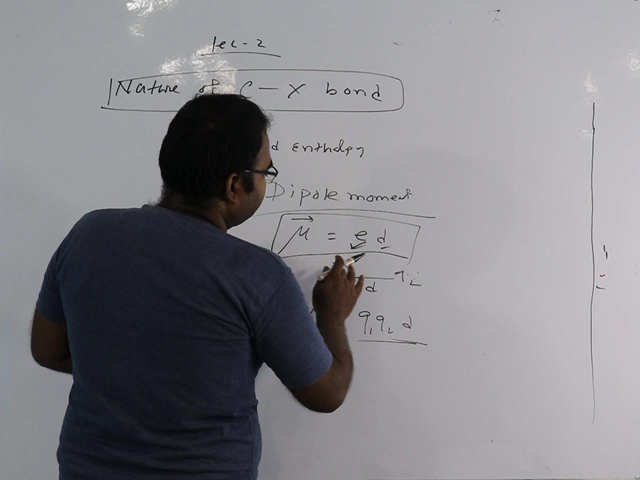 lec-2
Nature of C-X bond
enthalpy
Dipole moment
μ = d
d
q₁q₂ d